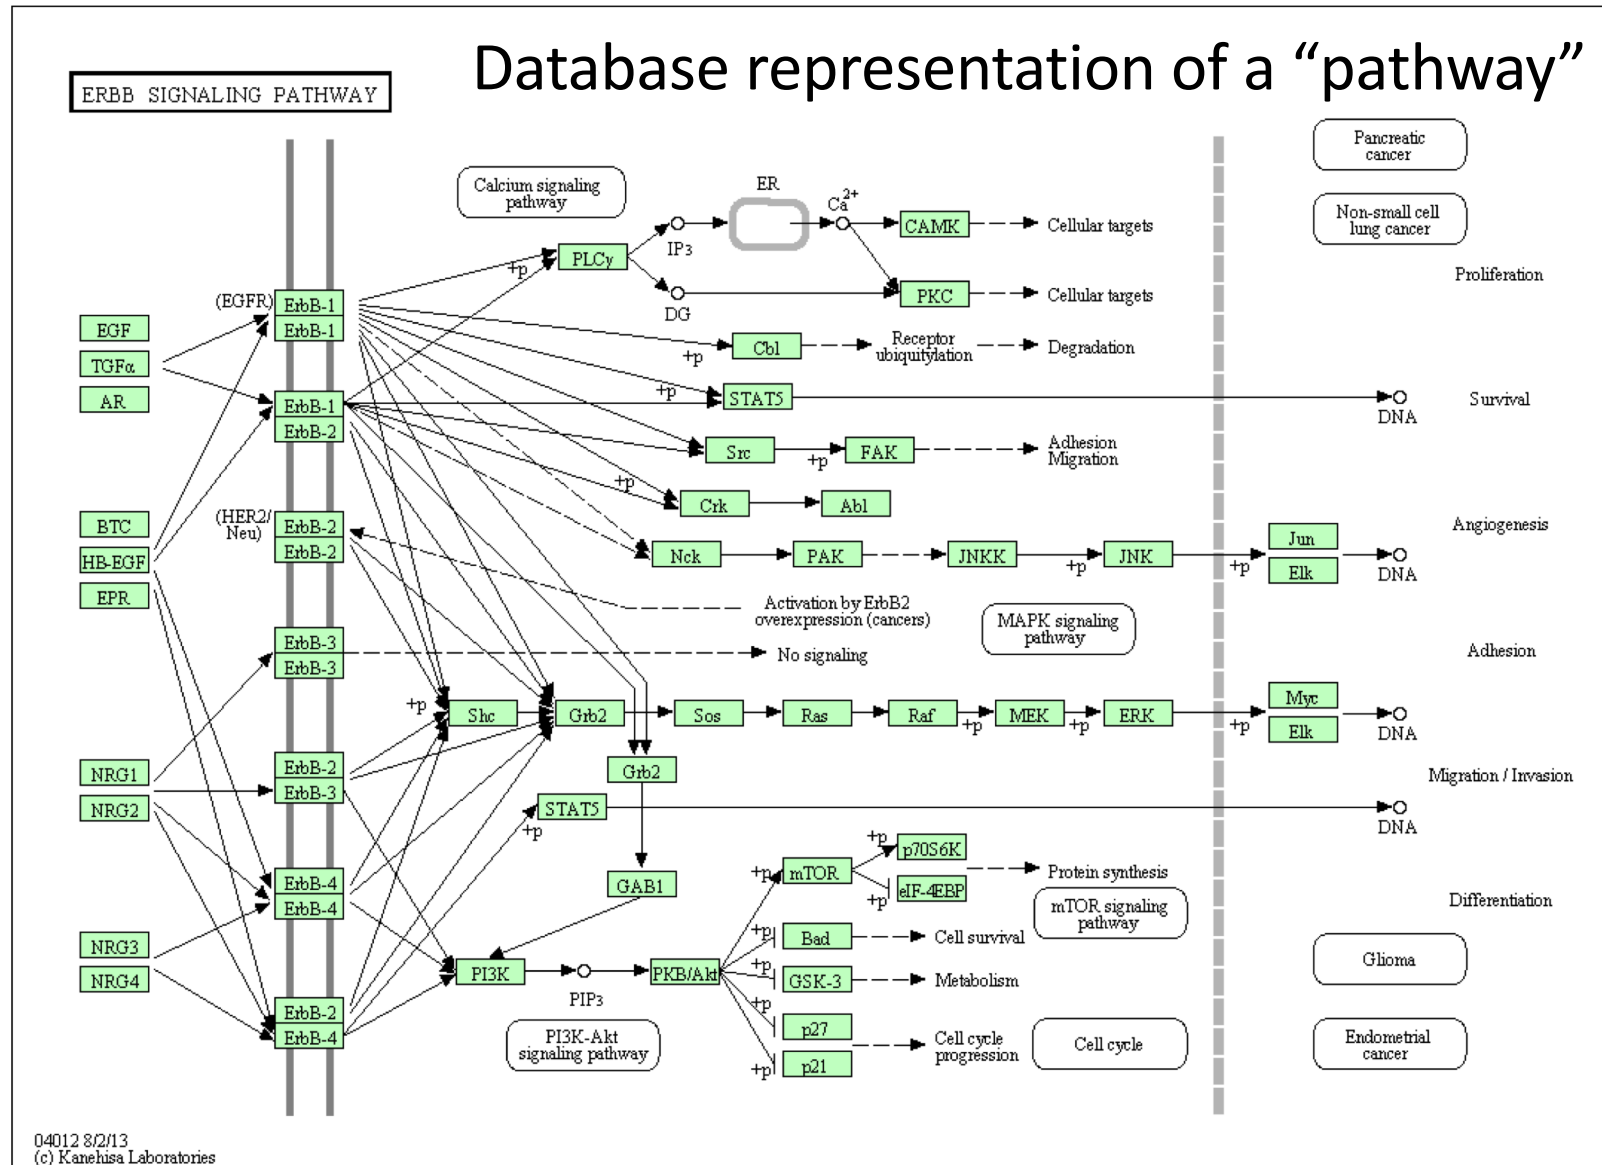 Database representation of a “pathway”
ERBB SIGNALING PATHWAY
Pancreatic
cancer
Calcium signaling
pathway
ER
Ca2+
Non-small cell
lung cancer
IP3
CAMK
Cellular targets
+p
PLCγ
Proliferation
DG
PKC
Cellular targets
(EGFR)
ErbB-1
ErbB-1
EGF
TGFα
AR
+p
Cbl
Receptor
ubiquitylation
Degradation
ErbB-1
ErbB-2
+p
STAT5
DNA
Survival
Src
+p
FAK
Adhesion
Migration
+p
Crk
Abl
BTC
HB-EGF
EPR
(HER2/
Neu)
ErbB-2
ErbB-2
Nck
PAK
JNKK
+p
JNK
+p
Jun
Elk
DNA
Angiogenesis
Activation by ErbB2
overexpression (cancers)
MAPK signaling
pathway
ErbB-3
ErbB-3
No signaling
Adhesion
+p
Shc
Grb2
Sos
Ras
Raf
+p
MEK
+p
ERK
+p
Myc
Elk
DNA
NRG1
NRG2
ErbB-2
ErbB-3
Grb2
Migration / Invasion
STAT5
+p
DNA
ErbB-4
ErbB-4
GAB1
+p
mTOR
+p
p70S6K
+p
eIF-4EBP
Protein synthesis
mTOR signaling
pathway
Differentiation
NRG3
NRG4
PI3K
PIP3
PKB/Akt
+p
Bad
Cell survival
+p
GSK-3
Metabolism
Glioma
ErbB-2
ErbB-4
PI3K-Akt
signaling pathway
+p
p27
+p
p21
Cell cycle
progression
Cell cycle
Endometrial
cancer
04012 8/2/13
(c) Kanehisa Laboratories